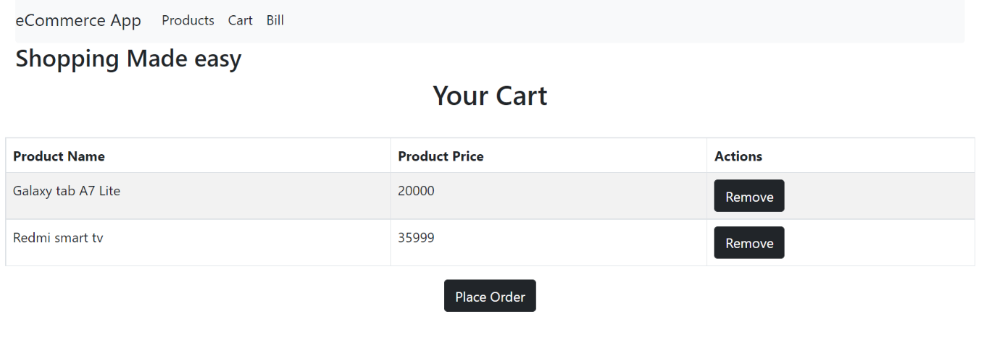 eCommerce App Products Cart Bill
Shopping Made easy
Your Cart
Product Name Product Price Actions
Galaxy tab A7 Lite 20000 Remove
Redmi smart tv 35999 Remove
Place Order